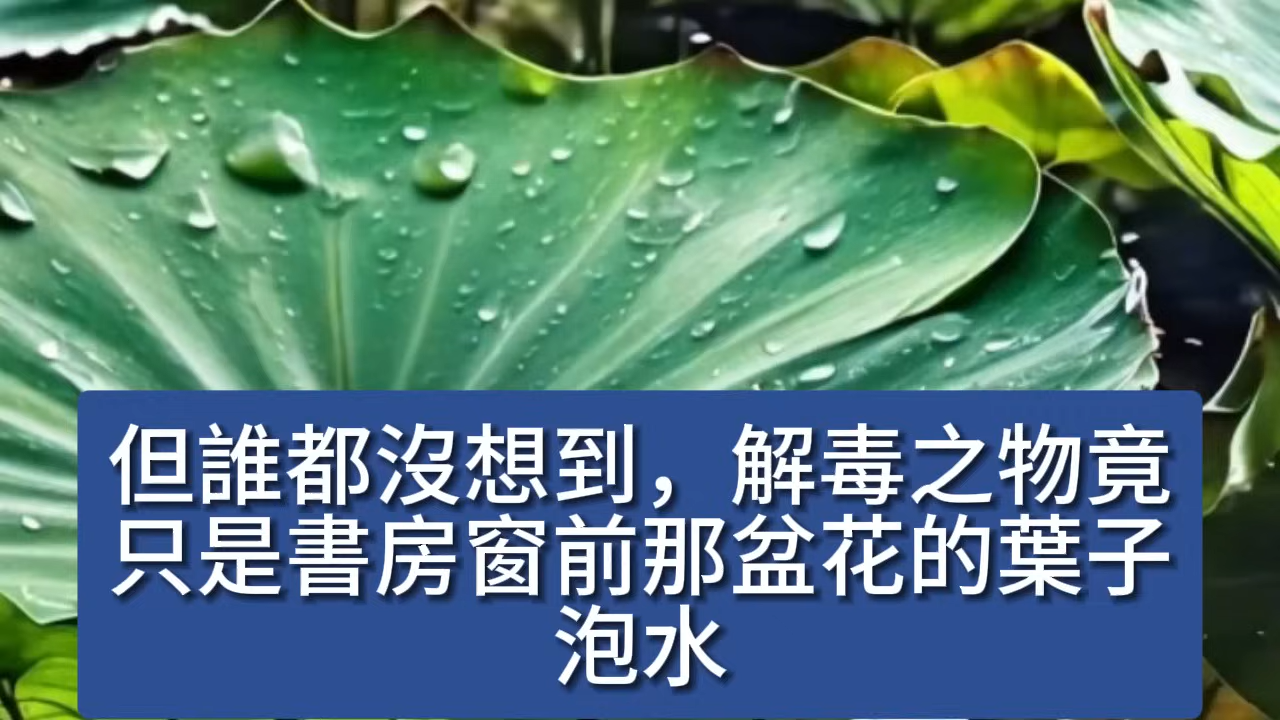 但誰都沒想到，解毒之物竟
只是書房窗前那盆花的葉子
泡水